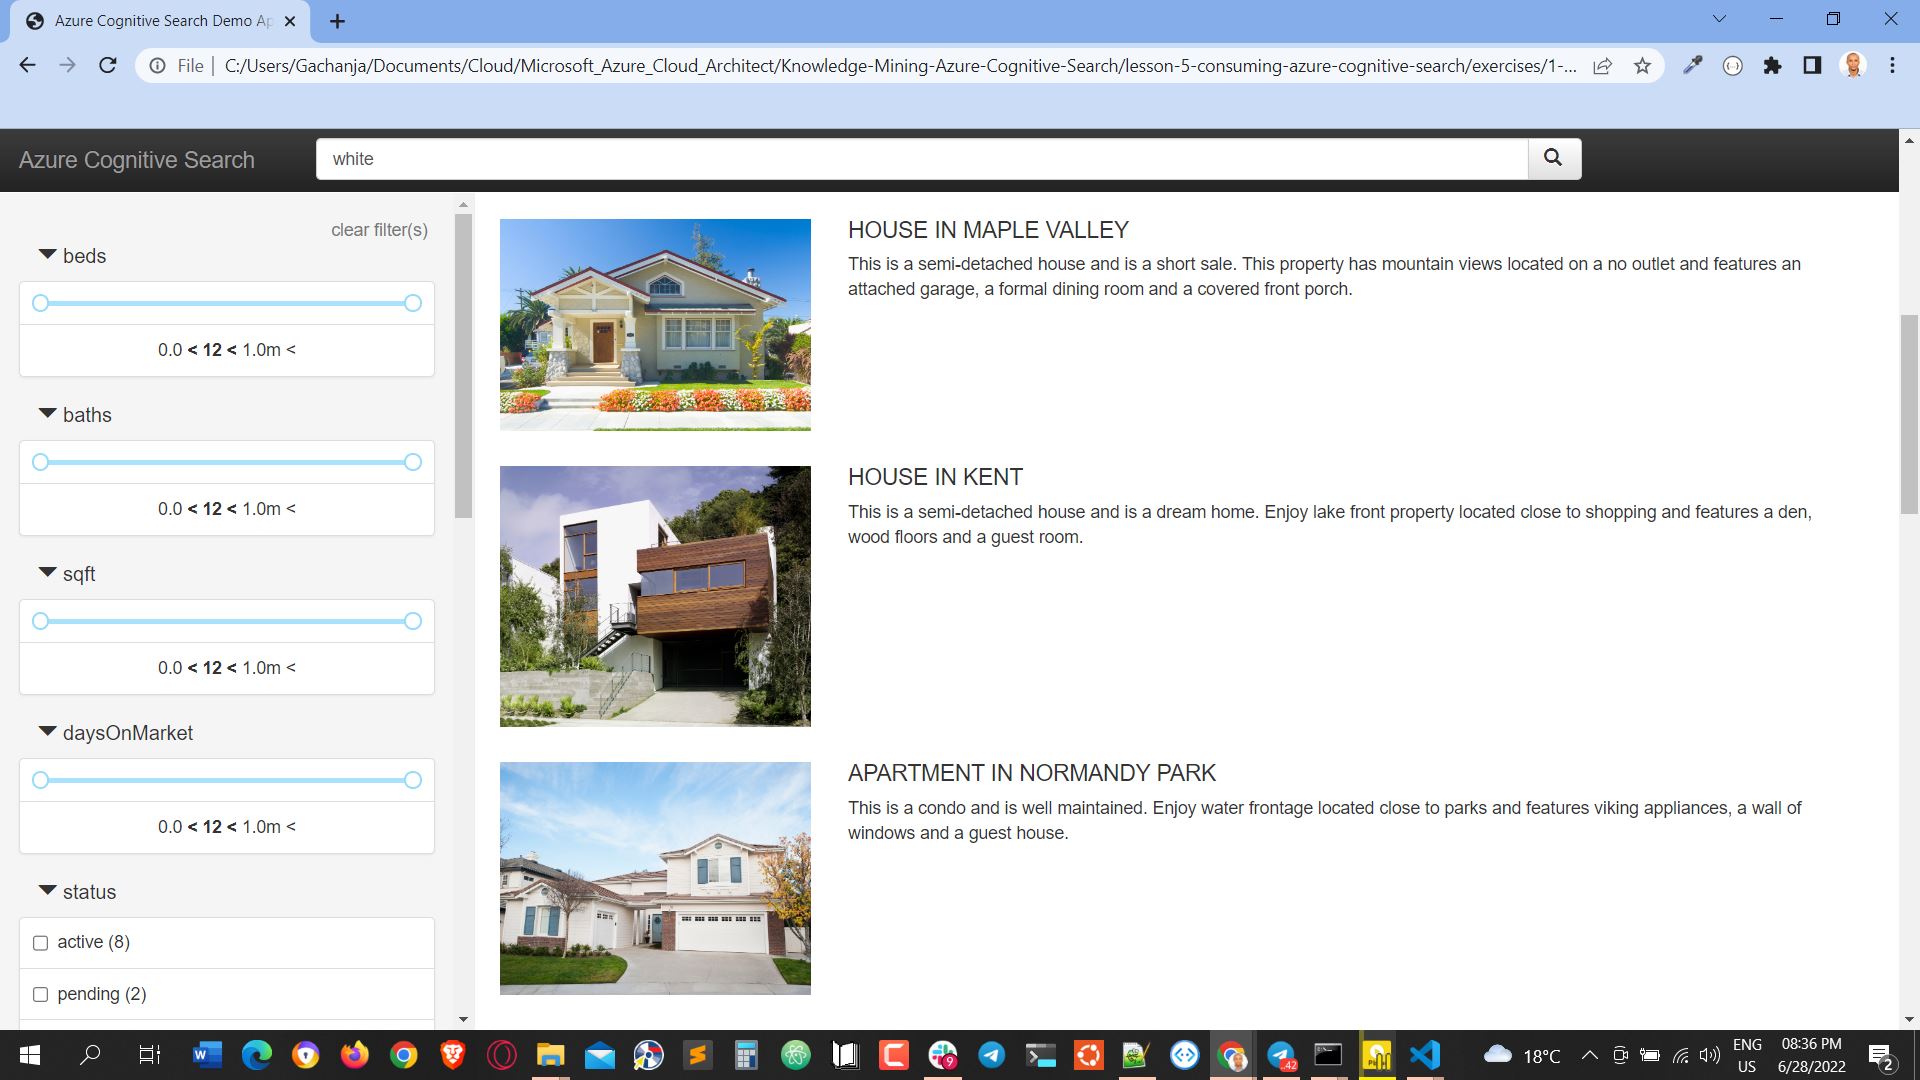 Azure Cognitive Search Demo Ap
File
C:/Users/Gachanja/Documents/Cloud/Microsoft_Azure_Cloud_Architect/Knowledge-Mining-Azure-Cognitive-Search/lesson-5-consuming-azure-cognitive-search/exercises/1-...
Azure Cognitive Search
white
clear filter(s)
beds
0.0 < 12 < 1.0m <
baths
0.0 < 12 < 1.0m <
sqft
0.0 < 12 < 1.0m <
daysOnMarket
0.0 < 12 < 1.0m <
status
active (8)
pending (2)
HOUSE IN MAPLE VALLEY
This is a semi-detached house and is a short sale. This property has mountain views located on a no outlet and features an
attached garage, a formal dining room and a covered front porch.
HOUSE IN KENT
This is a semi-detached house and is a dream home. Enjoy lake front property located close to shopping and features a den,
wood floors and a guest room.
APARTMENT IN NORMANDY PARK
This is a condo and is well maintained. Enjoy water frontage located close to parks and features viking appliances, a wall of
windows and a guest house.
9
42
18°C
ENG
US
08:36 PM
6/28/2022
2